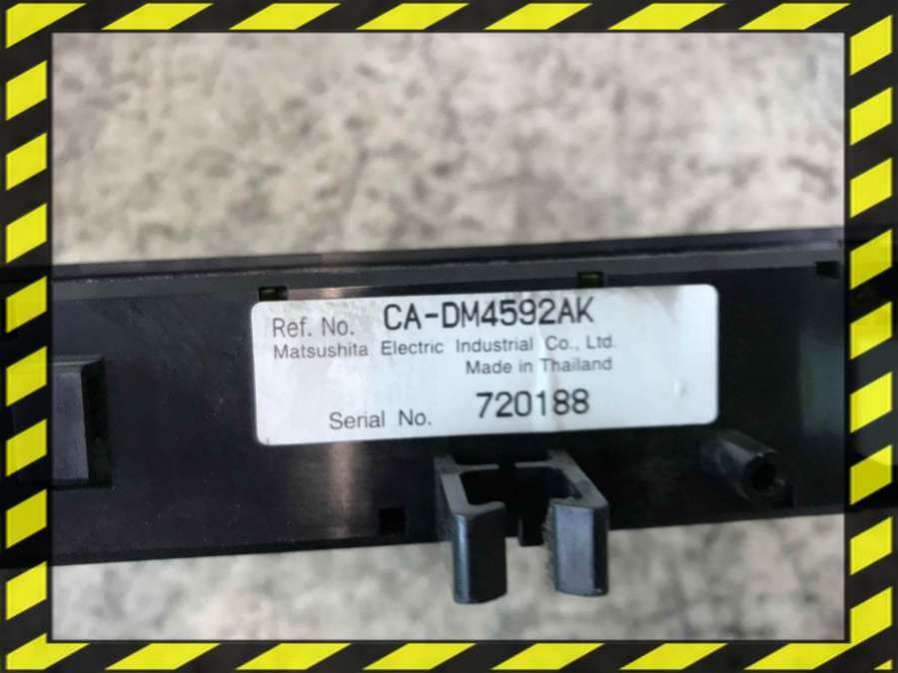 Ref. No. CA-DM4592AK
Matsushita Electric Industrial Co., Ltd.
Made in Thailand
Serial No. 720188